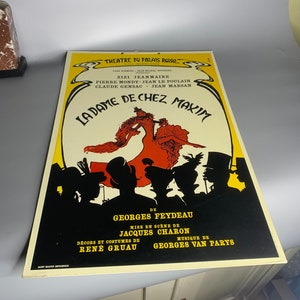 THEATRE DU PALAIS ROYAL
ZIZI JEANMAIRE
PIERRE MONDY - JEAN LE POULAIN
CLAUDE GENSAC - JEAN MARSAN
LA DAME DE CHEZ MAXIM
DE
GEORGES FEYDEAU
MISE EN SCÈNE DE
JACQUES CHARON
DÉCORS ET COSTUMES DE
RENÉ GRUAU
MUSIQUE DE
GEORGES VAN PARYS